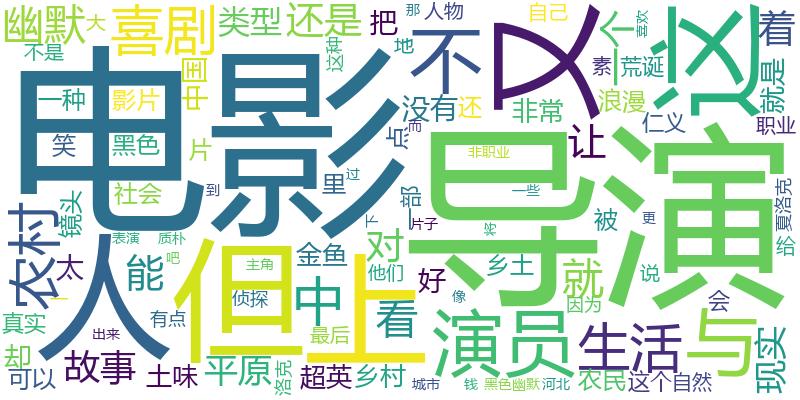 幽默
大
喜剧
类型
还是
把
那
人物
自己
喜欢
不是
这种
地
不
又
这
个
着
中国
素
荒诞
就是
一种
影片
没有
还
非常
浪漫
电影
笑
黑色
点
而
让
仁义
职业
片
非职业
导演
社会
里
过
一部
一些
夏洛克
农村
镜头
到
下
片子
将
被
更
给
人
表演
质朴
但
上
金鱼
对
乡土
就
说
太
能
吧
主角
中
他们
好
像
因为
会
侦探
看
演员
生活
与
现实
真实
有点
最后
却
出来
故事
平原
洛克
超英
乡村
农民
这个自然
可以
土味
城市
钱
黑色幽默
河北
一